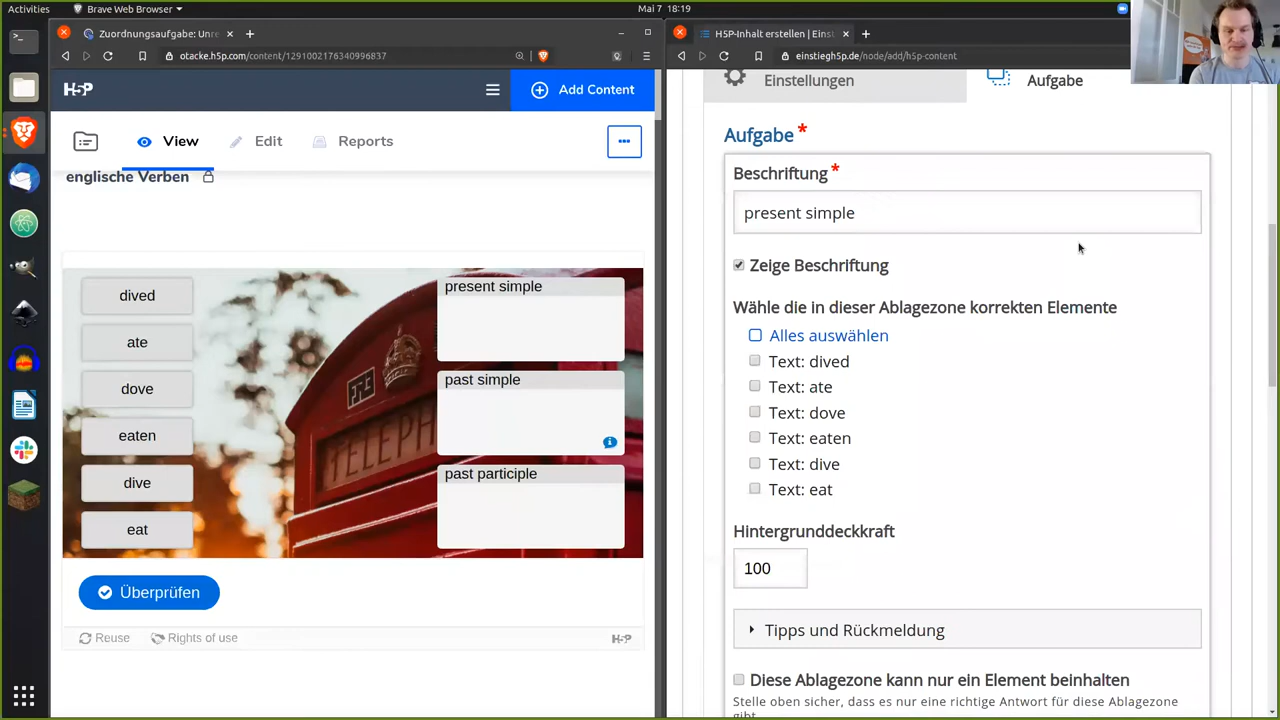 Activities
Brave Web Browser
Mai 7 18:19
Zuordnungsaufgabe: Unre
otacke.h5p.com/content/1291002176340996837
H5P
Add Content
View
Edit
Reports
englische Verben
dived
ate
dove
eaten
dive
eat
present simple
past simple
past participle
TELEPH
Überprüfen
Reuse
Rights of use
H5P
H5P-Inhalt erstellen | Einst
einstiegh5p.de/node/add/h5p-content
Einstellungen
Aufgabe
Aufgabe *
Beschriftung *
present simple
Zeige Beschriftung
Wähle die in dieser Ablagezone korrekten Elemente
Alles auswählen
Text: dived
Text: ate
Text: dove
Text: eaten
Text: dive
Text: eat
Hintergrunddeckkraft
100
Tipps und Rückmeldung
Diese Ablagezone kann nur ein Element beinhalten
Stelle oben sicher, dass es nur eine richtige Antwort für diese Ablagezone
gibt.